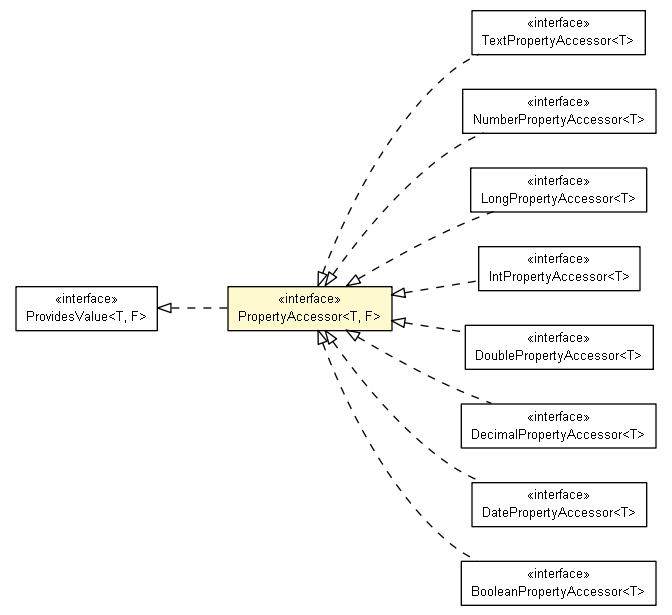 «interface»
TextPropertyAccessor<T>
«interface»
NumberPropertyAccessor<T>
«interface»
LongPropertyAccessor<T>
«interface»
IntPropertyAccessor<T>
«interface»
ProvidesValue<T, F>
«interface»
PropertyAccessor<T, F>
«interface»
DoublePropertyAccessor<T>
«interface»
DecimalPropertyAccessor<T>
«interface»
DatePropertyAccessor<T>
«interface»
BooleanPropertyAccessor<T>